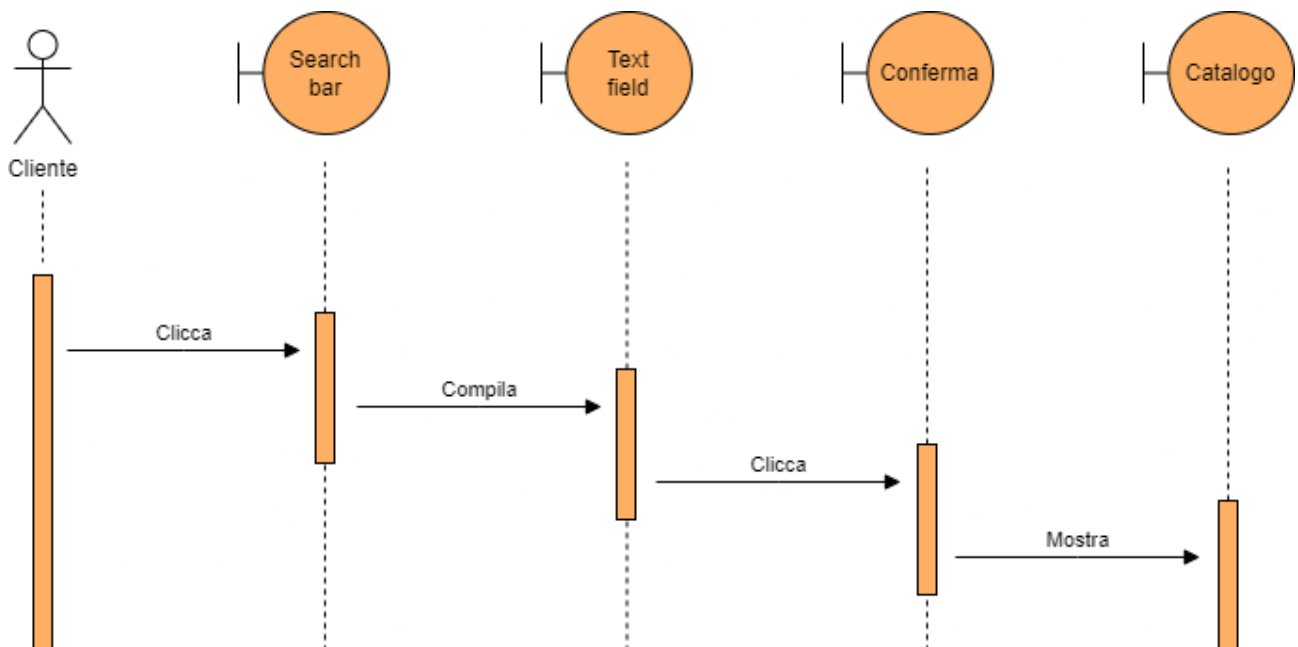 Search
bar
Text
field
Conferma
Catalogo
Cliente
Clicca
Compila
Clicca
Mostra